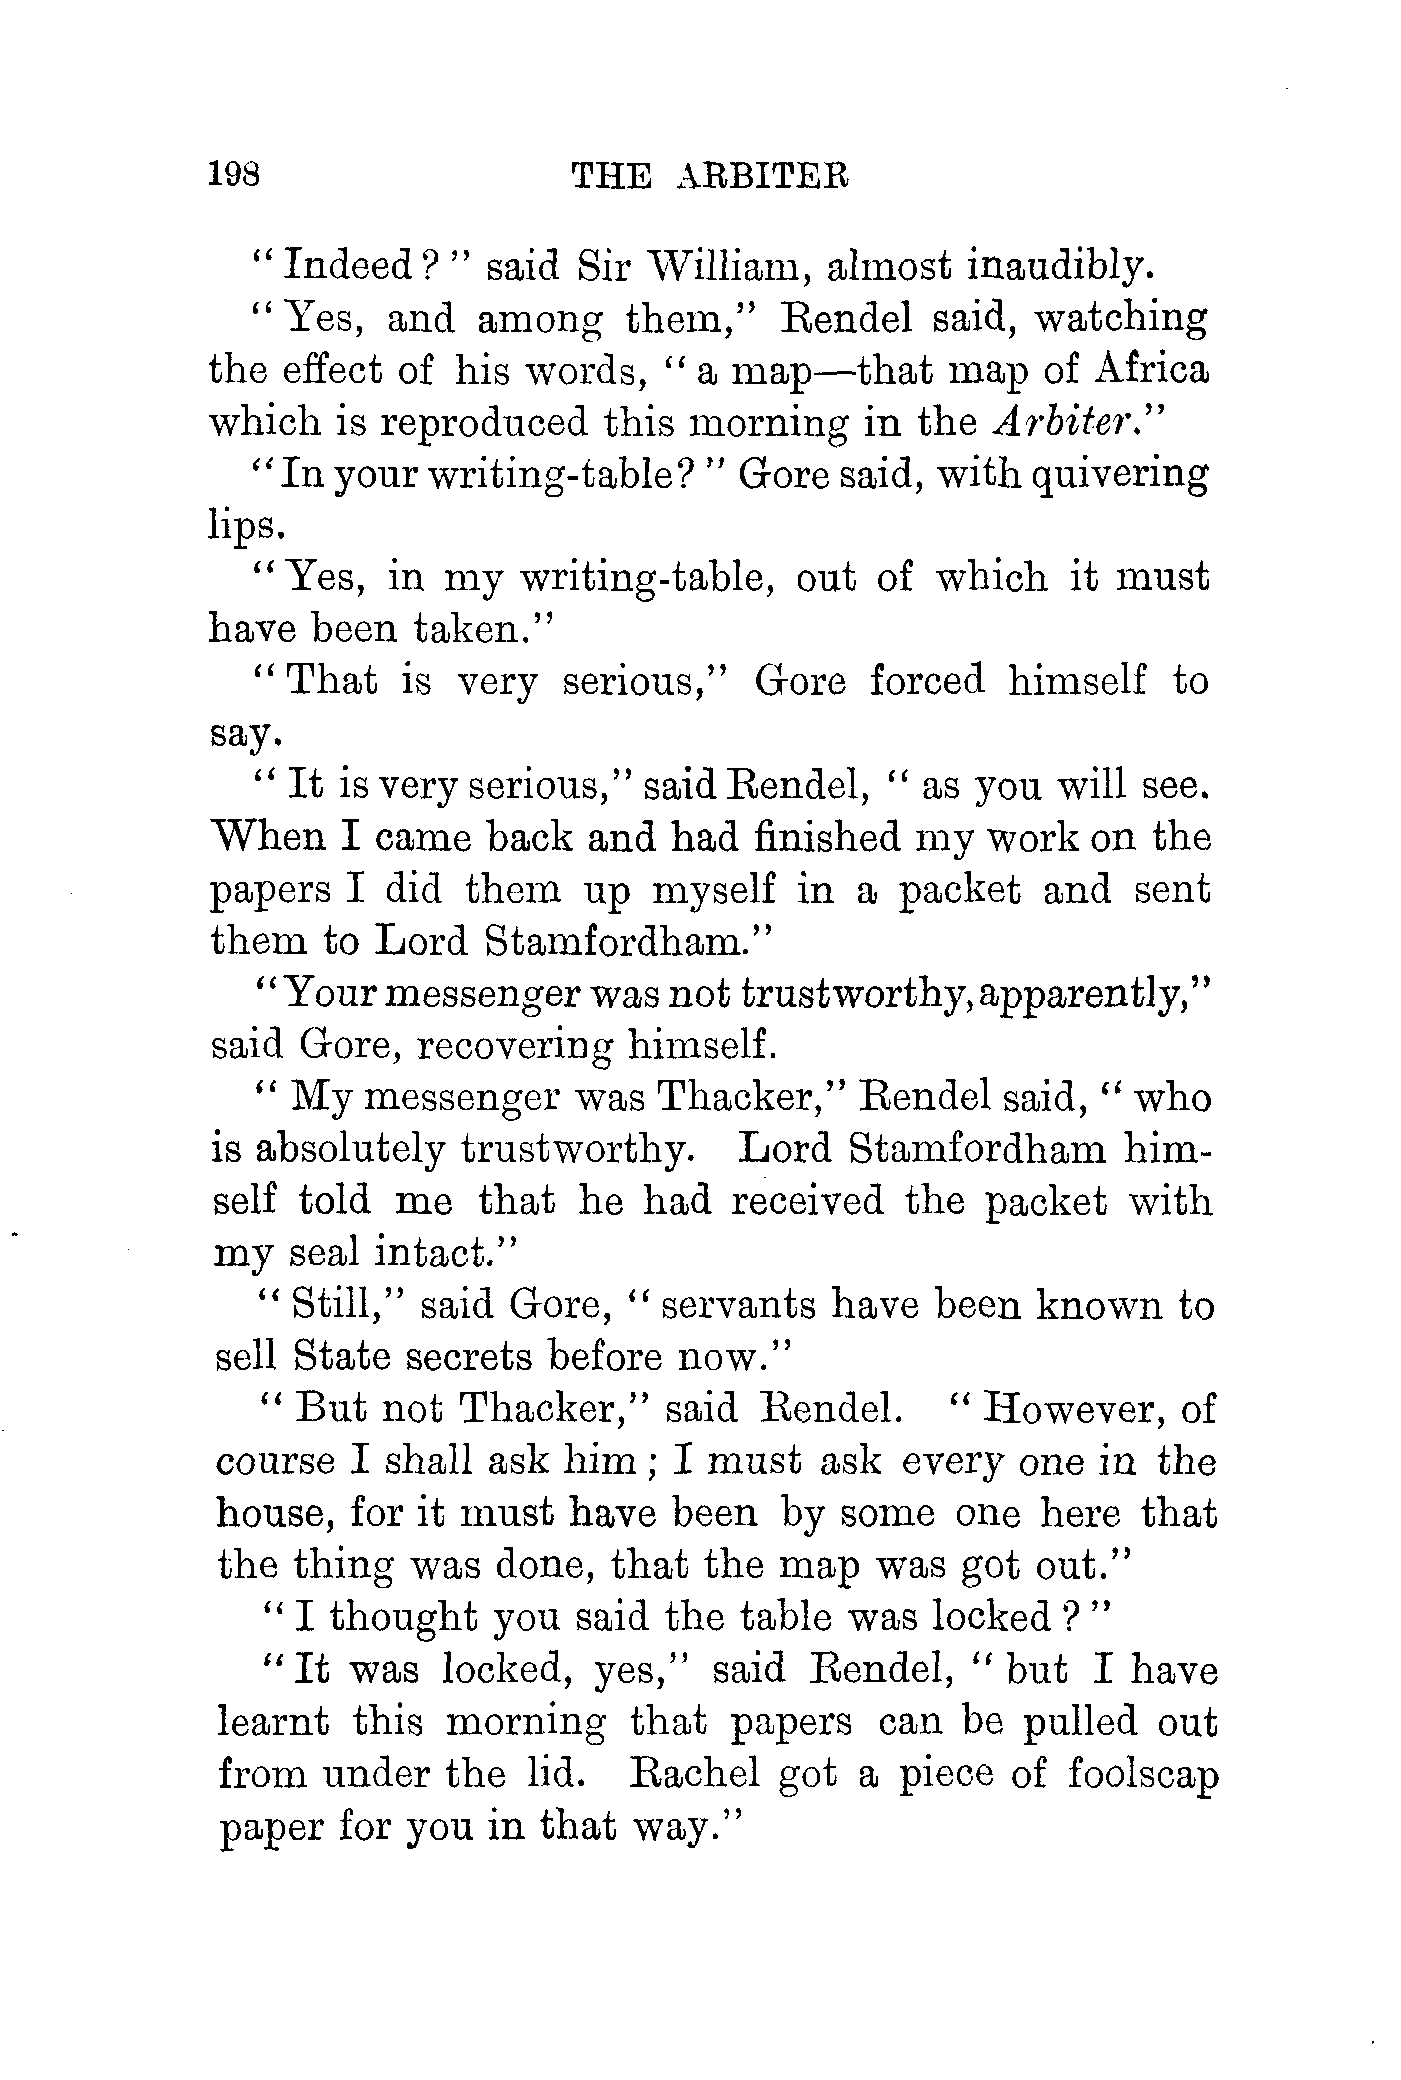 198 THE ARBITER
“Indeed?” said Sir William, almost inaudibly.
“Yes, and among them,” Rendel said, watching
the effect of his words, “a map—that map of Africa
which is reproduced this morning in the Arbiter.”
“In your writing-table?” Gore said, with quivering
lips.
“Yes, in my writing-table, out of which it must
have been taken.”
“That is very serious,” Gore forced himself to
say.
“It is very serious,” said Rendel, “as you will see.
When I came back and had finished my work on the
papers I did them up myself in a packet and sent
them to Lord Stamfordham.”
“Your messenger was not trustworthy, apparently,”
said Gore, recovering himself.
“My messenger was Thacker,” Rendel said, “who
is absolutely trustworthy. Lord Stamfordham him-
self told me that he had received the packet with
my seal intact.”
“Still,” said Gore, “servants have been known to
sell State secrets before now.”
“But not Thacker,” said Rendel. “However, of
course I shall ask him; I must ask every one in the
house, for it must have been by some one here that
the thing was done, that the map was got out.”
“I thought you said the table was locked?”
“It was locked, yes,” said Rendel, “but I have
learnt this morning that papers can be pulled out
from under the lid. Rachel got a piece of foolscap
paper for you in that way.”